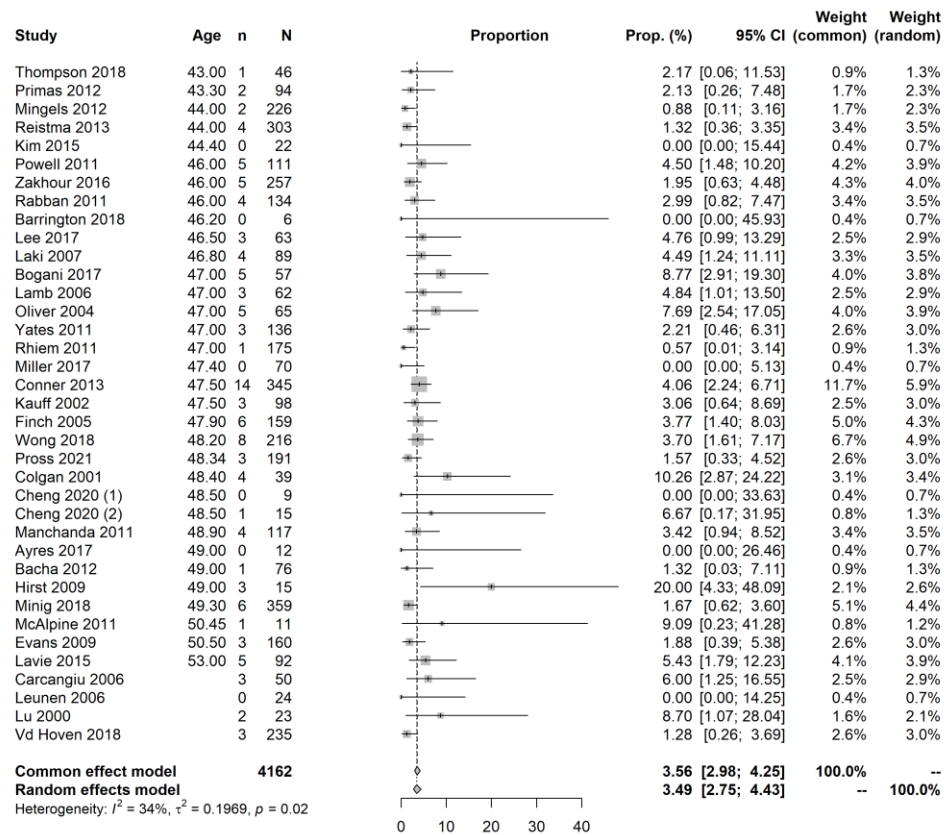 Weight Weight
Study Age n N Proportion Prop. (%) 95% CI (common) (random)
Thompson 2018 43.00 1 46 2.17 [0.06; 11.53] 0.9% 1.3%
Primas 2012 43.30 2 94 2.13 [0.26; 7.48] 1.7% 2.3%
Mingels 2012 44.00 2 226 0.88 [0.11; 3.16] 1.7% 2.3%
Reistma 2013 44.00 4 303 1.32 [0.36; 3.35] 3.4% 3.5%
Kim 2015 44.40 0 22 0.00 [0.00; 15.44] 0.4% 0.7%
Powell 2011 46.00 5 111 4.50 [1.48; 10.20] 4.2% 3.9%
Zakhour 2016 46.00 5 257 1.95 [0.63; 4.48] 4.3% 4.0%
Rabban 2011 46.00 4 134 2.99 [0.82; 7.47] 3.4% 3.5%
Barrington 2018 46.20 0 6 0.00 [0.00; 45.93] 0.4% 0.7%
Lee 2017 46.50 3 63 4.76 [0.99; 13.29] 2.5% 2.9%
Laki 2007 46.80 4 89 4.49 [1.24; 11.11] 3.3% 3.5%
Bogani 2017 47.00 5 57 8.77 [2.91; 19.30] 4.0% 3.8%
Lamb 2006 47.00 3 62 4.84 [1.01; 13.50] 2.5% 2.9%
Oliver 2004 47.00 5 65 7.69 [2.54; 17.05] 4.0% 3.9%
Yates 2011 47.00 3 136 2.21 [0.46; 6.31] 2.6% 3.0%
Rhiem 2011 47.00 1 175 0.57 [0.01; 3.14] 0.9% 1.3%
Miller 2017 47.40 0 70 0.00 [0.00; 5.13] 0.4% 0.7%
Conner 2013 47.50 14 345 4.06 [2.24; 6.71] 11.7% 5.9%
Kauff 2002 47.50 3 98 3.06 [0.64; 8.69] 2.5% 3.0%
Finch 2005 47.90 6 159 3.77 [1.40; 8.03] 5.0% 4.3%
Wong 2018 48.20 8 216 3.70 [1.61; 7.17] 6.7% 4.9%
Pross 2021 48.34 3 191 1.57 [0.33; 4.52] 2.6% 3.0%
Colgan 2001 48.40 4 39 10.26 [2.87; 24.22] 3.1% 3.4%
Cheng 2020 (1) 48.50 0 9 0.00 [0.00; 33.63] 0.4% 0.7%
Cheng 2020 (2) 48.50 1 15 6.67 [0.17; 31.95] 0.8% 1.3%
Manchanda 2011 48.90 4 117 3.42 [0.94; 8.52] 3.4% 3.5%
Ayres 2017 49.00 0 12 0.00 [0.00; 26.46] 0.4% 0.7%
Bacha 2012 49.00 1 76 1.32 [0.03; 7.11] 0.9% 1.3%
Hirst 2009 49.00 3 15 20.00 [4.33; 48.09] 2.1% 2.6%
Minig 2018 49.30 6 359 1.67 [0.62; 3.60] 5.1% 4.4%
McAlpine 2011 50.45 1 11 9.09 [0.23; 41.28] 0.8% 1.2%
Evans 2009 50.50 3 160 1.88 [0.39; 5.38] 2.6% 3.0%
Lavie 2015 53.00 5 92 5.43 [1.79; 12.23] 4.1% 3.9%
Carcangiu 2006 3 50 6.00 [1.25; 16.55] 2.5% 2.9%
Leunen 2006 0 24 0.00 [0.00; 14.25] 0.4% 0.7%
Lu 2000 2 23 8.70 [1.07; 28.04] 1.6% 2.1%
Vd Hoven 2018 3 235 1.28 [0.26; 3.69] 2.6% 3.0%
Common effect model 4162 3.56 [2.98; 4.25] 100.0% --
Random effects model 3.49 [2.75; 4.43] -- 100.0%
Heterogeneity: I² = 34%, τ² = 0.1969, p = 0.02
0 10 20 30 40